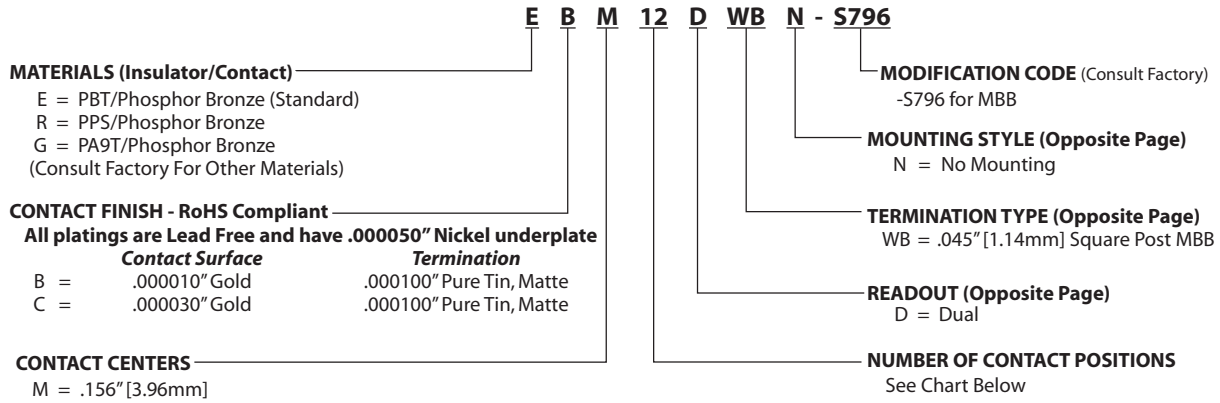 E B M 12 D WB N - S796
MATERIALS (Insulator/Contact)
E = PBT/Phosphor Bronze (Standard)
R = PPS/Phosphor Bronze
G = PA9T/Phosphor Bronze
(Consult Factory For Other Materials)
CONTACT FINISH - RoHS Compliant
All platings are Lead Free and have .000050” Nickel underplate
Contact Surface Termination
B = .000010” Gold .000100” Pure Tin, Matte
C = .000030” Gold .000100” Pure Tin, Matte
CONTACT CENTERS
M = .156” [3.96mm]
MODIFICATION CODE (Consult Factory)
-S796 for MBB
MOUNTING STYLE (Opposite Page)
N = No Mounting
TERMINATION TYPE (Opposite Page)
WB = .045” [1.14mm] Square Post MBB
READOUT (Opposite Page)
D = Dual
NUMBER OF CONTACT POSITIONS
See Chart Below